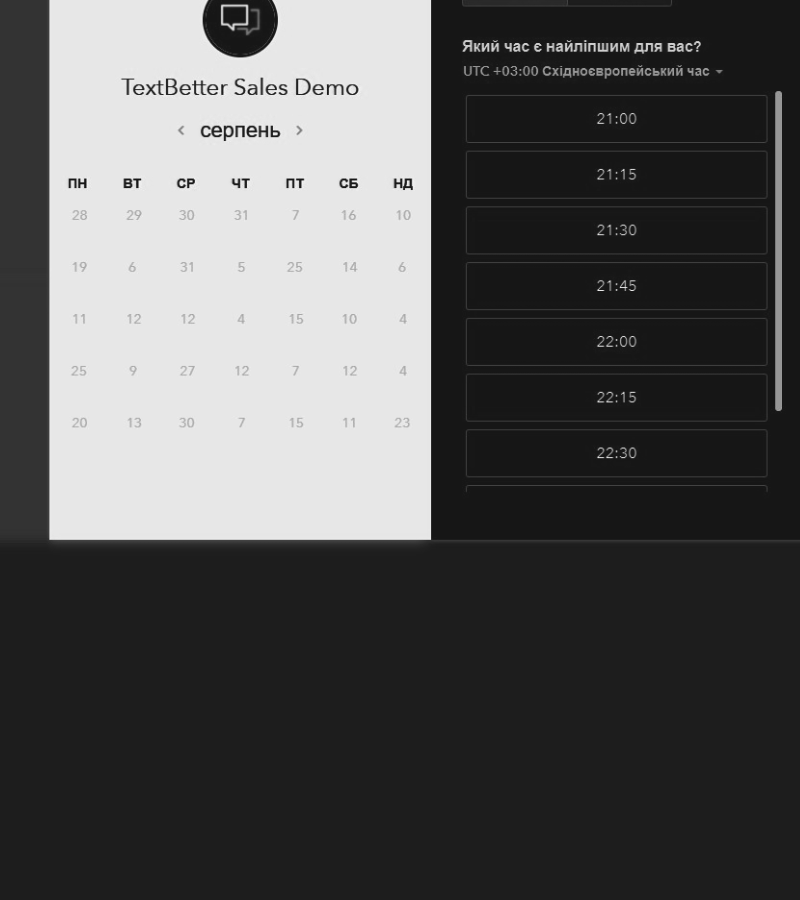 TextBetter Sales Demo
серпень
ПН ВТ СР ЧТ ПТ СБ НД
28 29 30 31 7 16 10
19 6 31 5 25 14 6
11 12 12 4 15 10 4
25 9 27 12 7 12 4
20 13 30 7 15 11 23
Який час є найліпшим для вас?
UTC +03:00 Східноєвропейський час
21:00
21:15
21:30
21:45
22:00
22:15
22:30